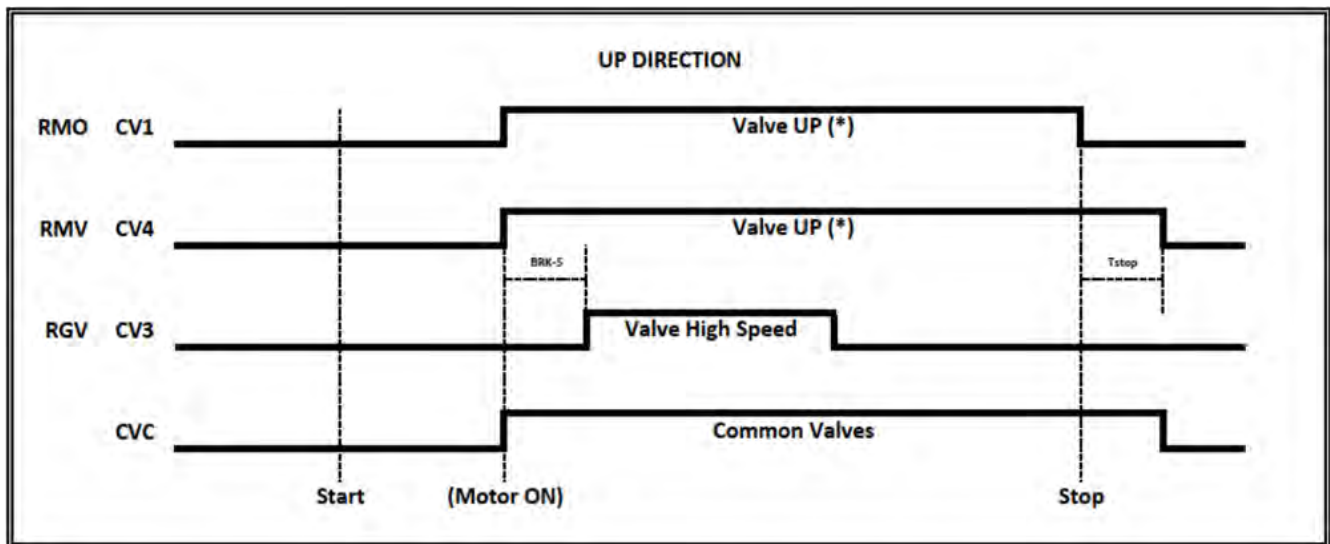 UP DIRECTION
RMO CV1 Valve UP (*)
RMV CV4 Valve UP (*)
BRK-S Tstop
RGV CV3 Valve High Speed
CVC Common Valves
Start (Motor ON) Stop